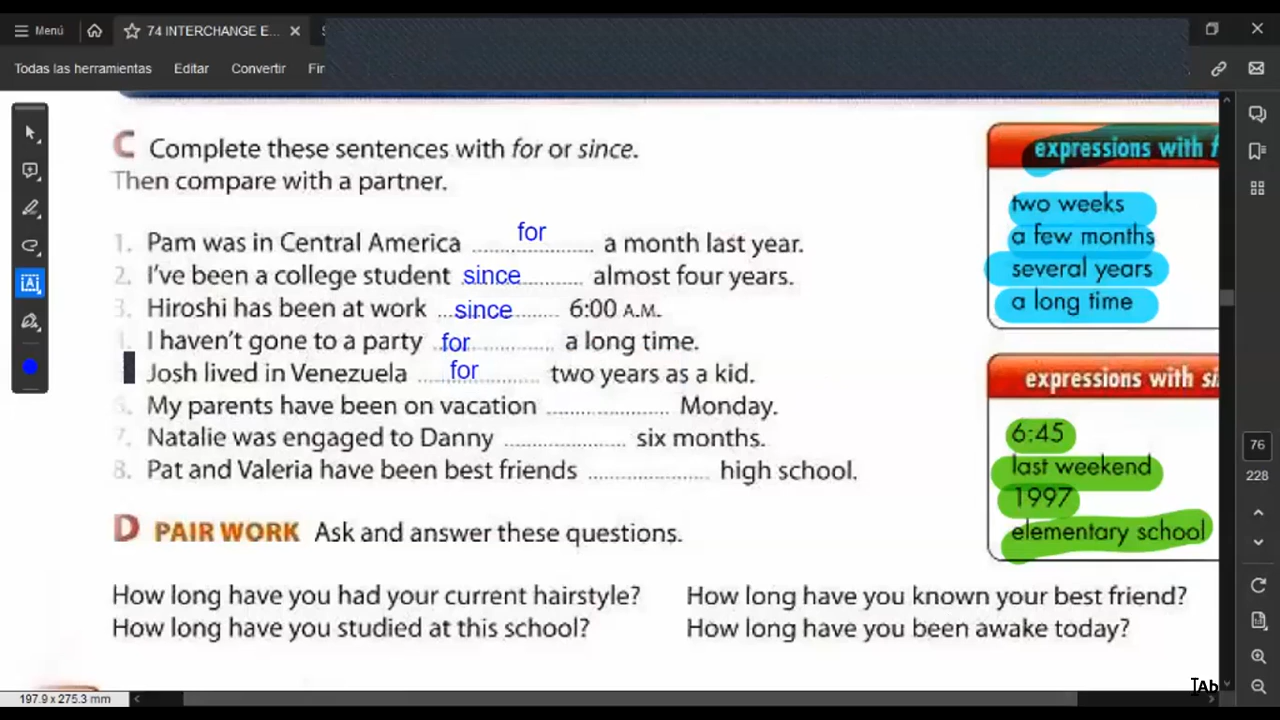 Menú
74 INTERCHANGE E...
Todas las herramientas Editar Convertir Fir
C Complete these sentences with for or since.
Then compare with a partner.
1. Pam was in Central America for a month last year.
2. I've been a college student since almost four years.
3. Hiroshi has been at work since 6:00 A.M.
I haven't gone to a party for a long time.
Josh lived in Venezuela for two years as a kid.
My parents have been on vacation .................... Monday.
7. Natalie was engaged to Danny .................... six months.
8. Pat and Valeria have been best friends .................... high school.
expressions with f
two weeks
a few months
several years
a long time
expressions with si
6:45
last weekend
1997
elementary school
D PAIR WORK Ask and answer these questions.
How long have you had your current hairstyle?
How long have you studied at this school?
How long have you known your best friend?
How long have you been awake today?
76
228
197.9 x 275.3 mm
Ab